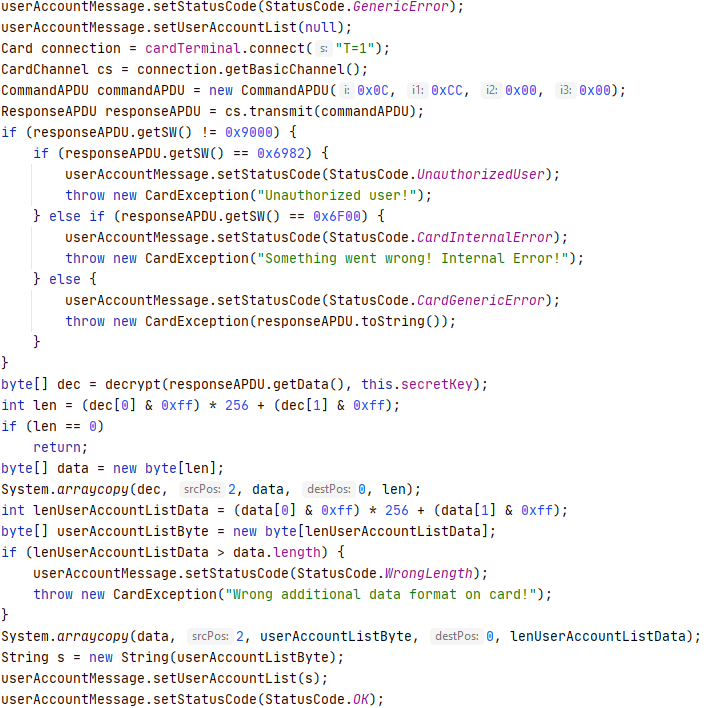 userAccountMessage.setStatusCode(StatusCode.GenericError);
userAccountMessage.setUserAccountList(null);
Card connection = cardTerminal.connect( s: "T=1");
CardChannel cs = connection.getBasicChannel();
CommandAPDU commandAPDU = new CommandAPDU( i: 0x0C, i1: 0xCC, i2: 0x00, i3: 0x00);
ResponseAPDU responseAPDU = cs.transmit(commandAPDU);
if (responseAPDU.getSW() != 0x9000) {
    if (responseAPDU.getSW() == 0x6982) {
        userAccountMessage.setStatusCode(StatusCode.UnauthorizedUser);
        throw new CardException("Unauthorized user!");
    } else if (responseAPDU.getSW() == 0x6F00) {
        userAccountMessage.setStatusCode(StatusCode.CardInternalError);
        throw new CardException("Something went wrong! Internal Error!");
    } else {
        userAccountMessage.setStatusCode(StatusCode.CardGenericError);
        throw new CardException(responseAPDU.toString());
    }
}
byte[] dec = decrypt(responseAPDU.getData(), this.secretKey);
int len = (dec[0] & 0xff) * 256 + (dec[1] & 0xff);
if (len == 0)
    return;
byte[] data = new byte[len];
System.arraycopy(dec, srcPos: 2, data, destPos: 0, len);
int lenUserAccountListData = (data[0] & 0xff) * 256 + (data[1] & 0xff);
byte[] userAccountListByte = new byte[lenUserAccountListData];
if (lenUserAccountListData > data.length) {
    userAccountMessage.setStatusCode(StatusCode.WrongLength);
    throw new CardException("Wrong additional data format on card!");
}
System.arraycopy(data, srcPos: 2, userAccountListByte, destPos: 0, lenUserAccountListData);
String s = new String(userAccountListByte);
userAccountMessage.setUserAccountList(s);
userAccountMessage.setStatusCode(StatusCode.OK);